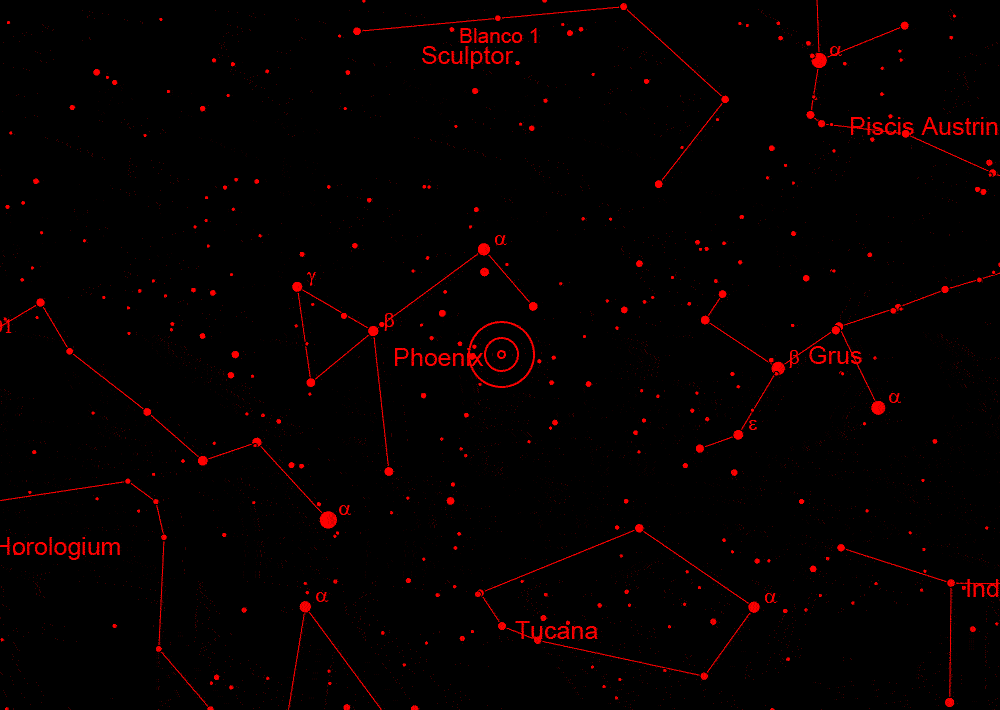 Blanco 1
Sculptor
α
Piscis Austrin
α
γ
β
Phoenix
β Grus
α
ε
α
Horologium
α
α
Tucana
Ind